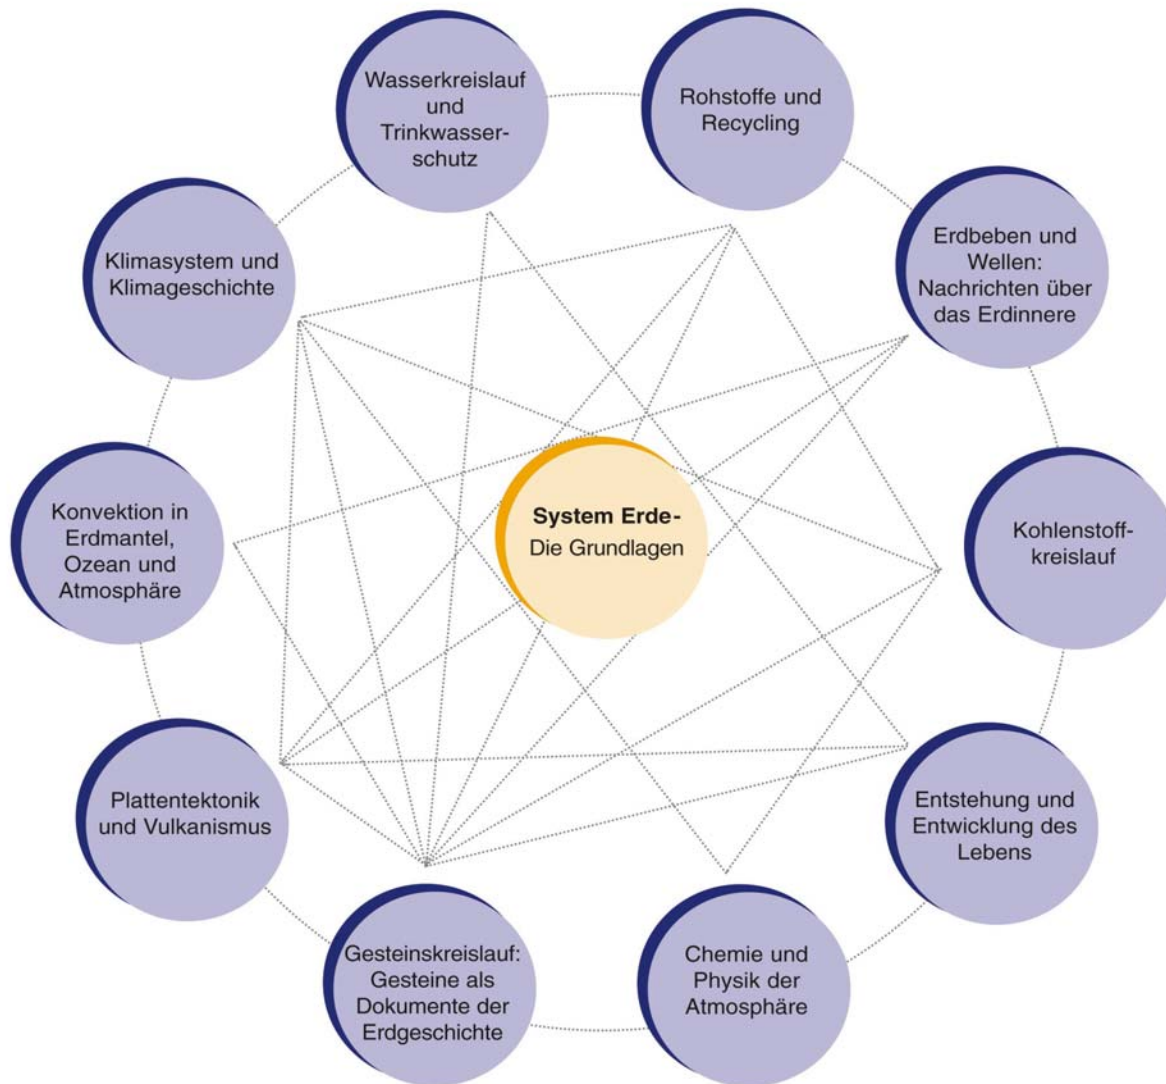 Wasserkreislauf
und
Trinkwasser-
schutz
Rohstoffe und
Recycling
Erdbeben und
Wellen:
Nachrichten über
das Erdinnere
Klimasystem und
Klimageschichte
Konvektion in
Erdmantel,
Ozean und
Atmosphäre
System Erde-
Die Grundlagen
Kohlenstoff-
kreislauf
Plattentektonik
und Vulkanismus
Entstehung und
Entwicklung des
Lebens
Gesteinskreislauf:
Gesteine als
Dokumente der
Erdgeschichte
Chemie und
Physik der
Atmosphäre